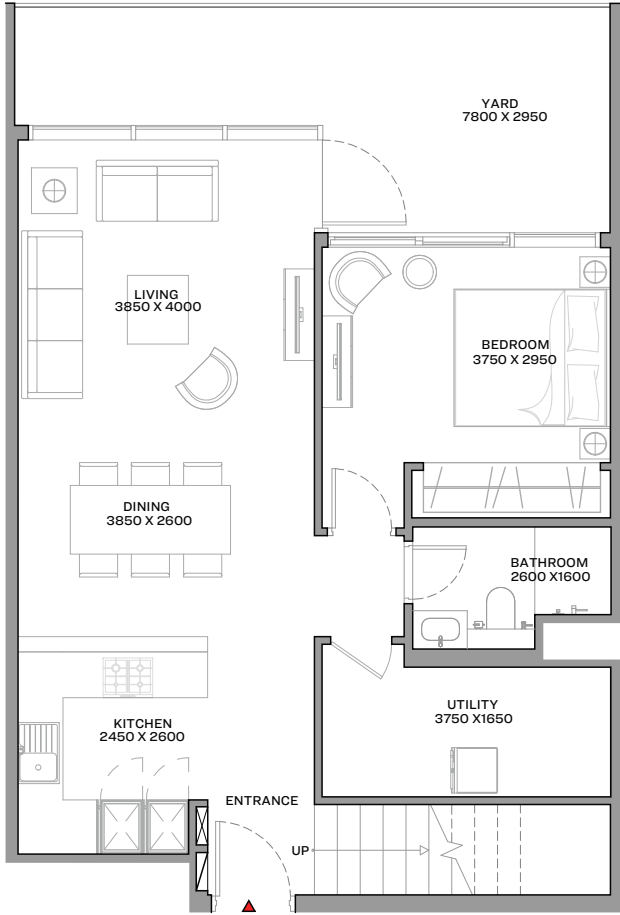 YARD
7800 X 2950
LIVING
3850 X 4000
BEDROOM
3750 X 2950
DINING
3850 X 2600
BATHROOM
2600 X1600
UTILITY
3750 X1650
KITCHEN
2450 X 2600
ENTRANCE
UP